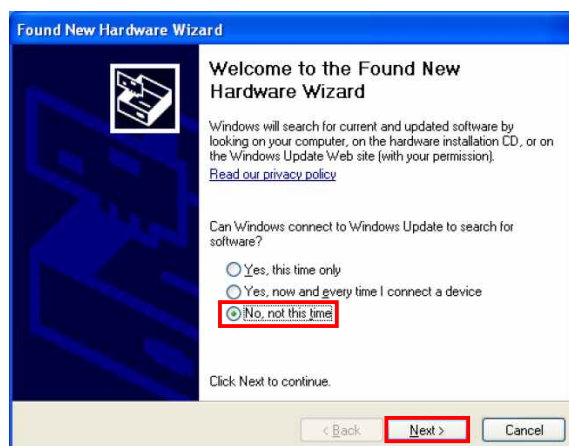 Found New Hardware Wizard
Welcome to the Found New
Hardware Wizard
Windows will search for current and updated software by
looking on your computer, on the hardware installation CD, or on
the Windows Update Web site (with your permission).
Read our privacy policy
Can Windows connect to Windows Update to search for
software?
Yes, this time only
Yes, now and every time I connect a device
No, not this time
Click Next to continue.
< Back Next > Cancel